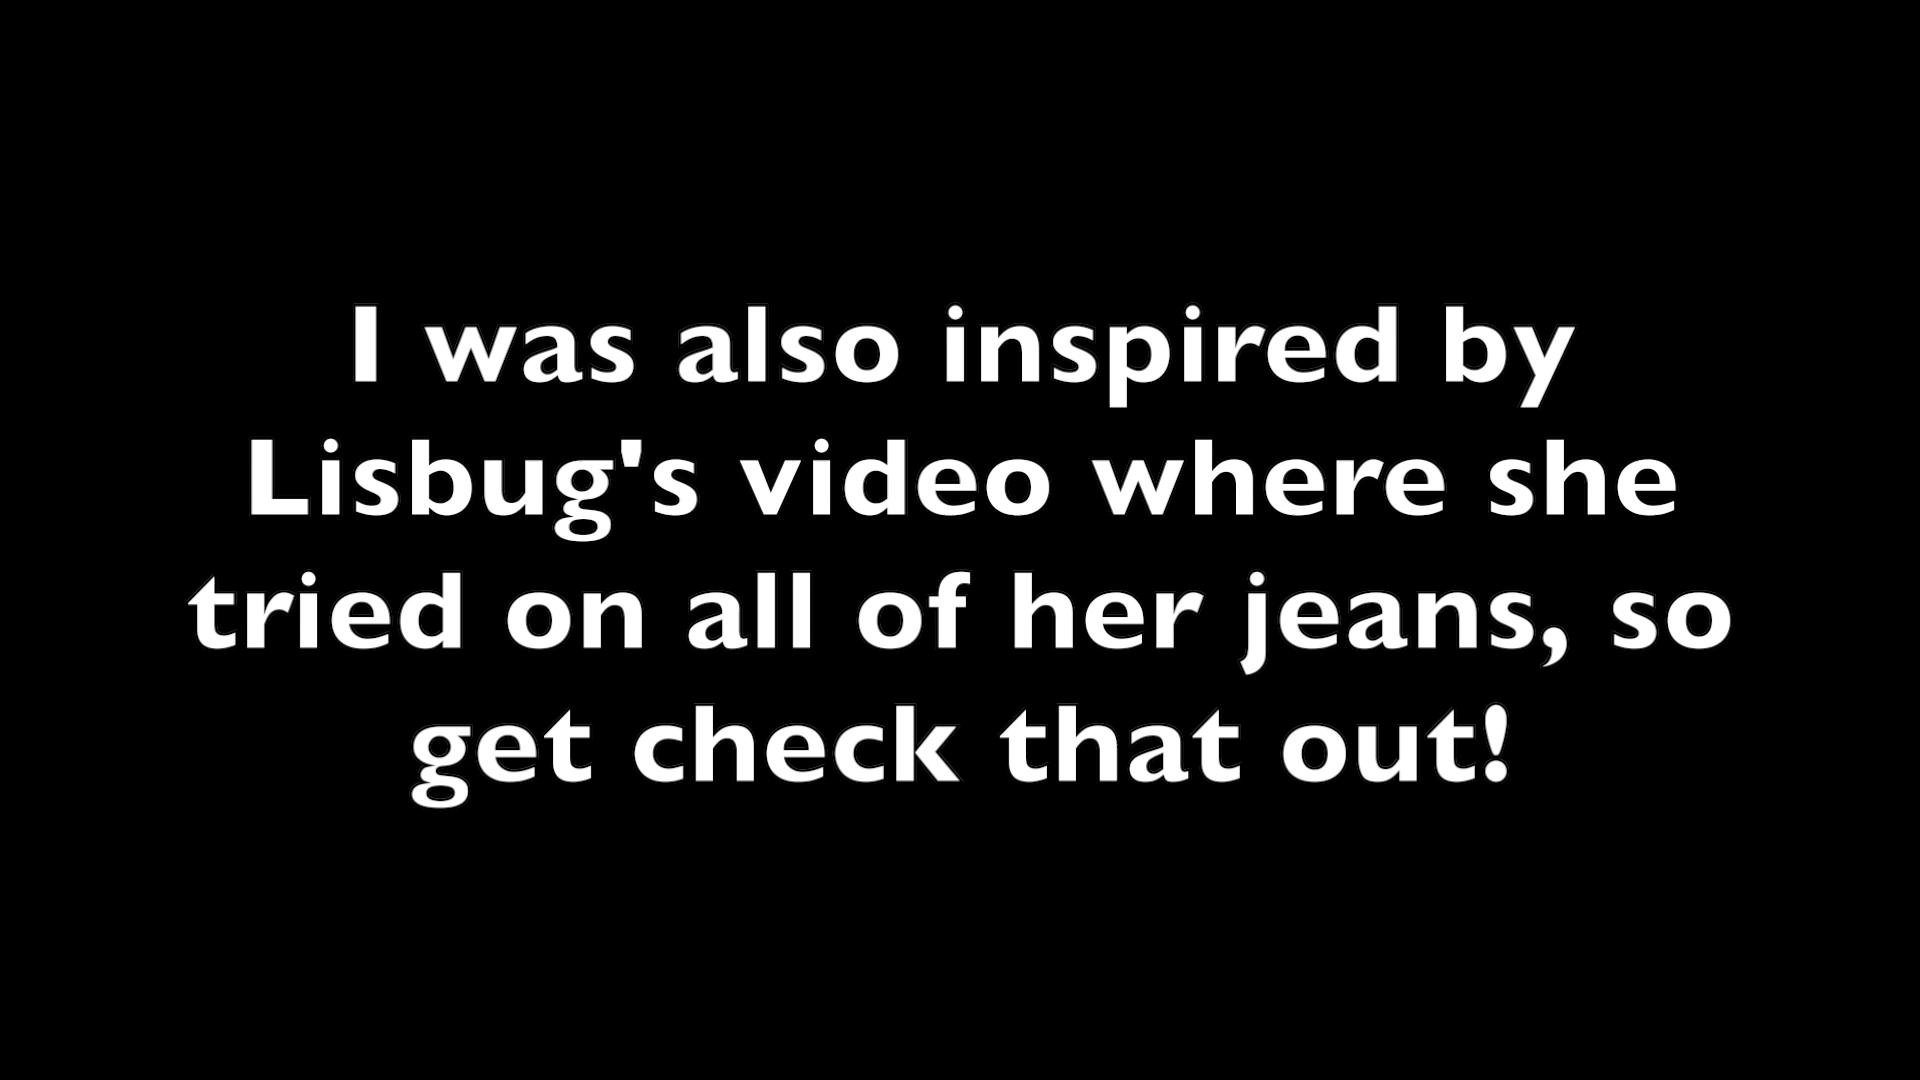 I was also inspired by
Lisbug's video where she
tried on all of her jeans, so
get check that out!